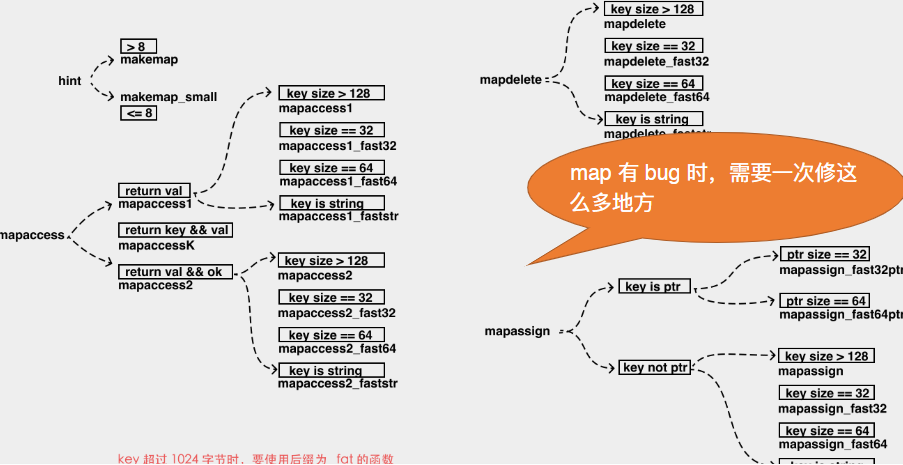 > 8
makemap
hint
makemap_small
<= 8
mapaccess
return val
mapaccess1
return key && val
mapaccessK
return val && ok
mapaccess2
key size > 128
mapaccess1
key size == 32
mapaccess1_fast32
key size == 64
mapaccess1_fast64
key is string
mapaccess1_faststr
key size > 128
mapaccess2
key size == 32
mapaccess2_fast32
key size == 64
mapaccess2_fast64
key is string
mapaccess2_faststr
key 超过 1024 字节时，要使用后缀为 _fat 的函数
mapdelete
key size > 128
mapdelete
key size == 32
mapdelete_fast32
key size == 64
mapdelete_fast64
key is string
mapdelete_faststr
map 有 bug 时，需要一次修这
么多地方
mapassign
key is ptr
ptr size == 32
mapassign_fast32ptr
ptr size == 64
mapassign_fast64ptr
key not ptr
key size > 128
mapassign
key size == 32
mapassign_fast32
key size == 64
mapassign_fast64
key is string